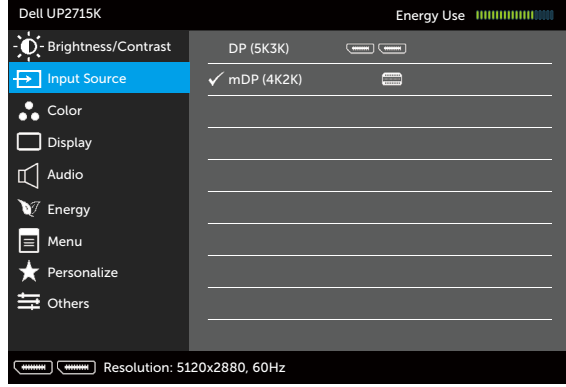 Dell UP2715K
Energy Use
Brightness/Contrast
DP (5K3K)
Input Source
mDP (4K2K)
Color
Display
Audio
Energy
Menu
Personalize
Others
Resolution: 5120x2880, 60Hz